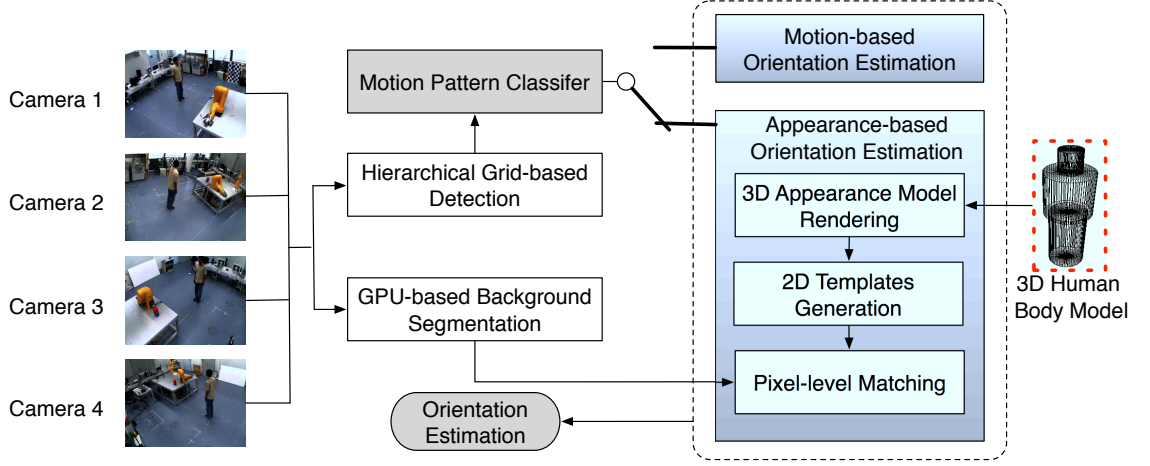 Camera 1
Camera 2
Camera 3
Camera 4
Motion Pattern Classifer
Hierarchical Grid-based
Detection
GPU-based Background
Segmentation
Orientation
Estimation
Motion-based
Orientation Estimation
Appearance-based
Orientation Estimation
3D Appearance Model
Rendering
2D Templates
Generation
Pixel-level Matching
3D Human
Body Model